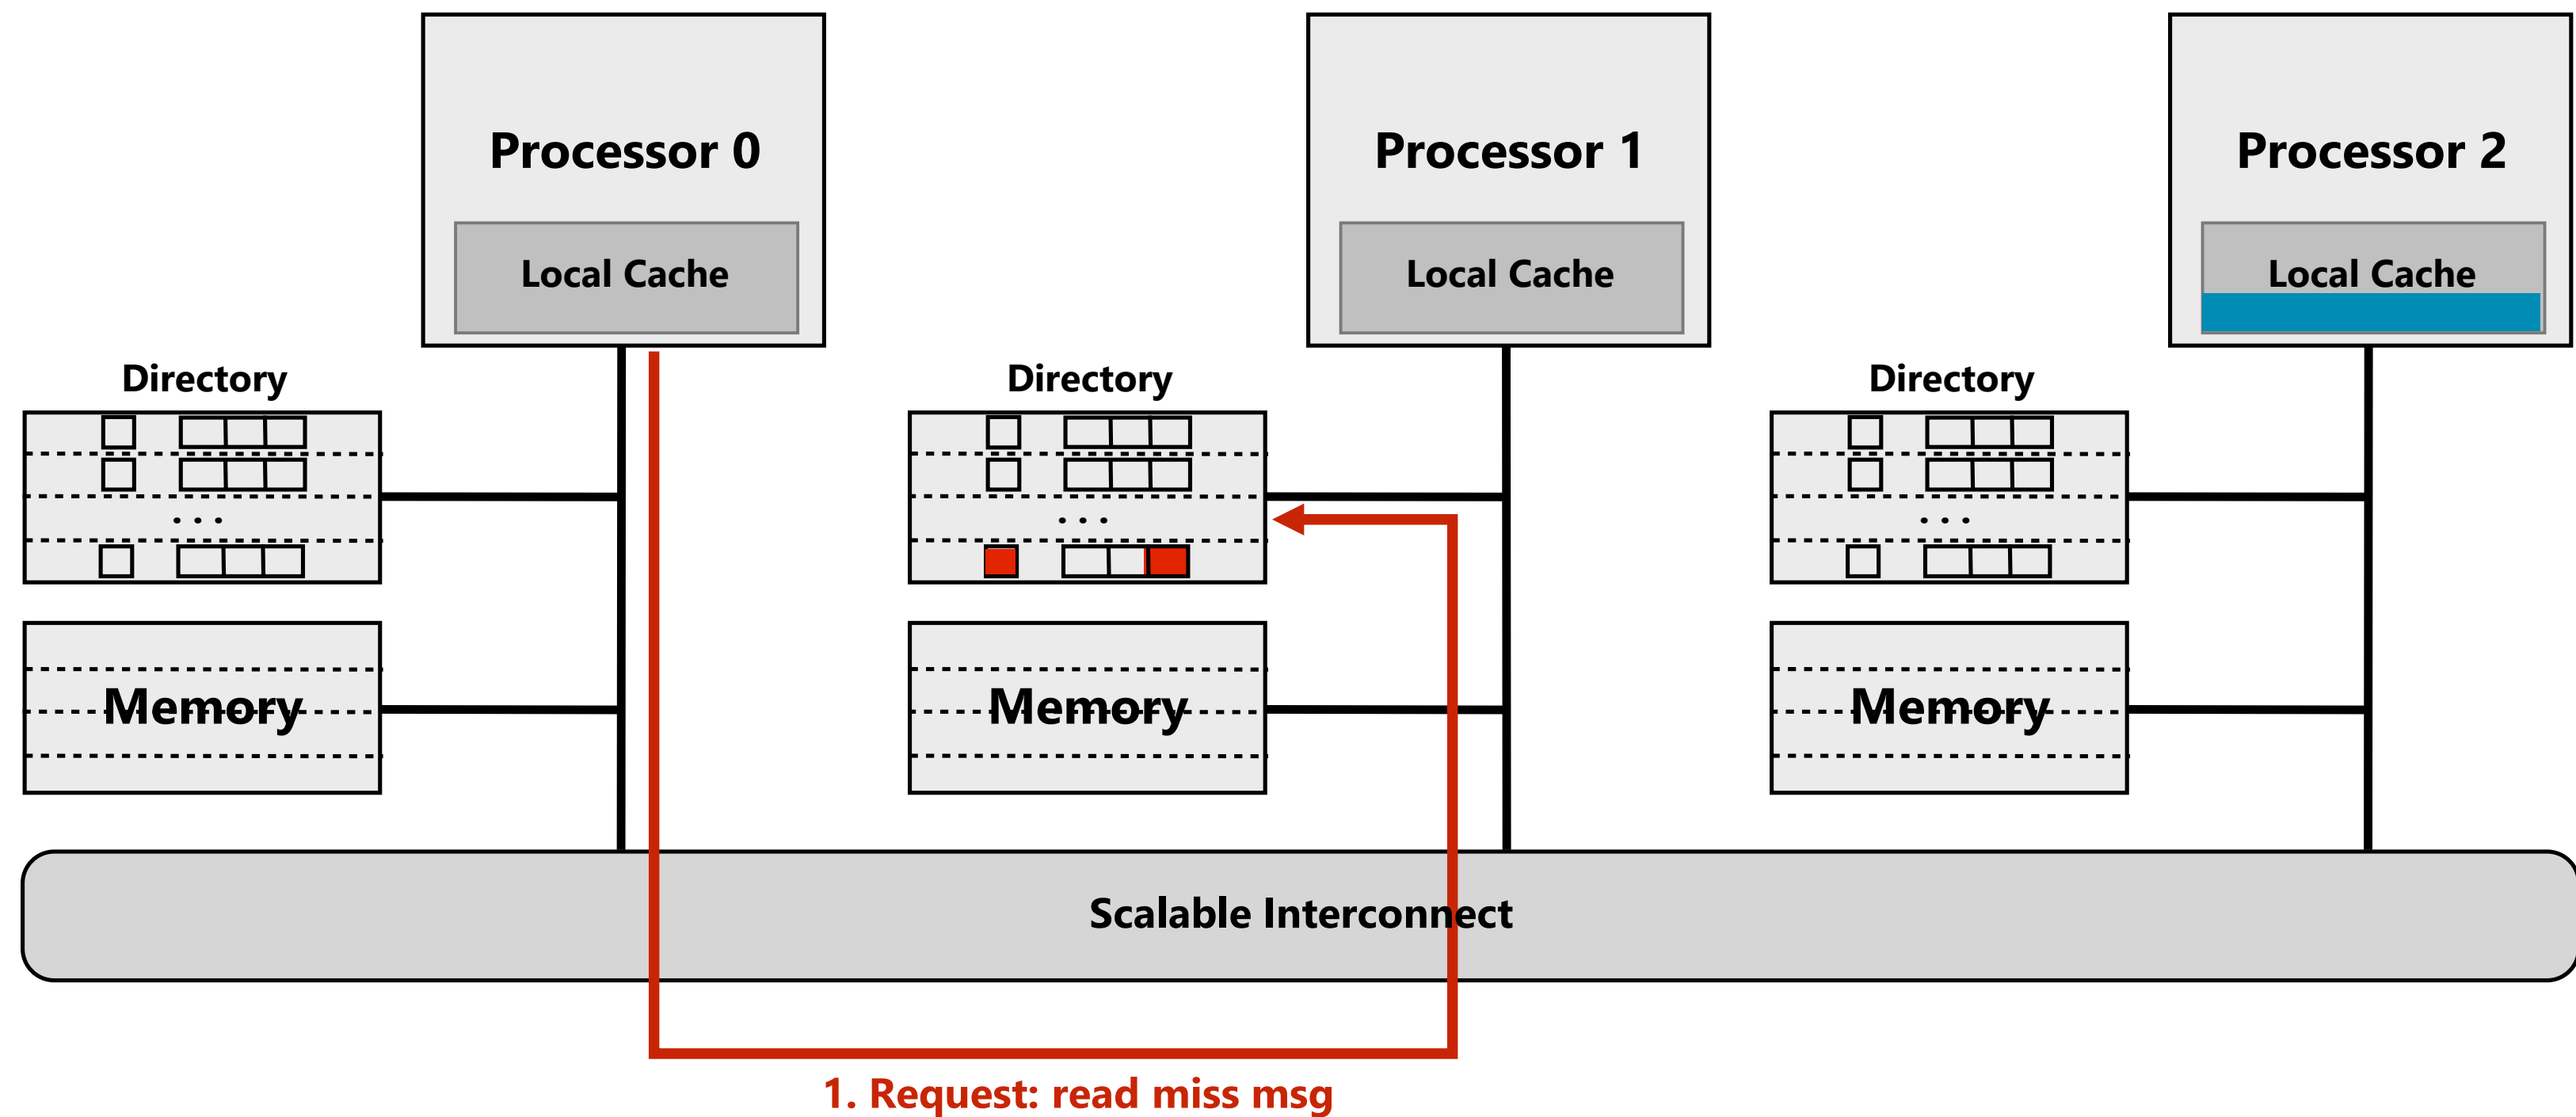 Processor 0
Processor 1
Processor 2
Local Cache
Local Cache
Local Cache
Directory
Directory
Directory
. . .
. . .
. . .
Memory
Memory
Memory
Scalable Interconnect
1. Request: read miss msg